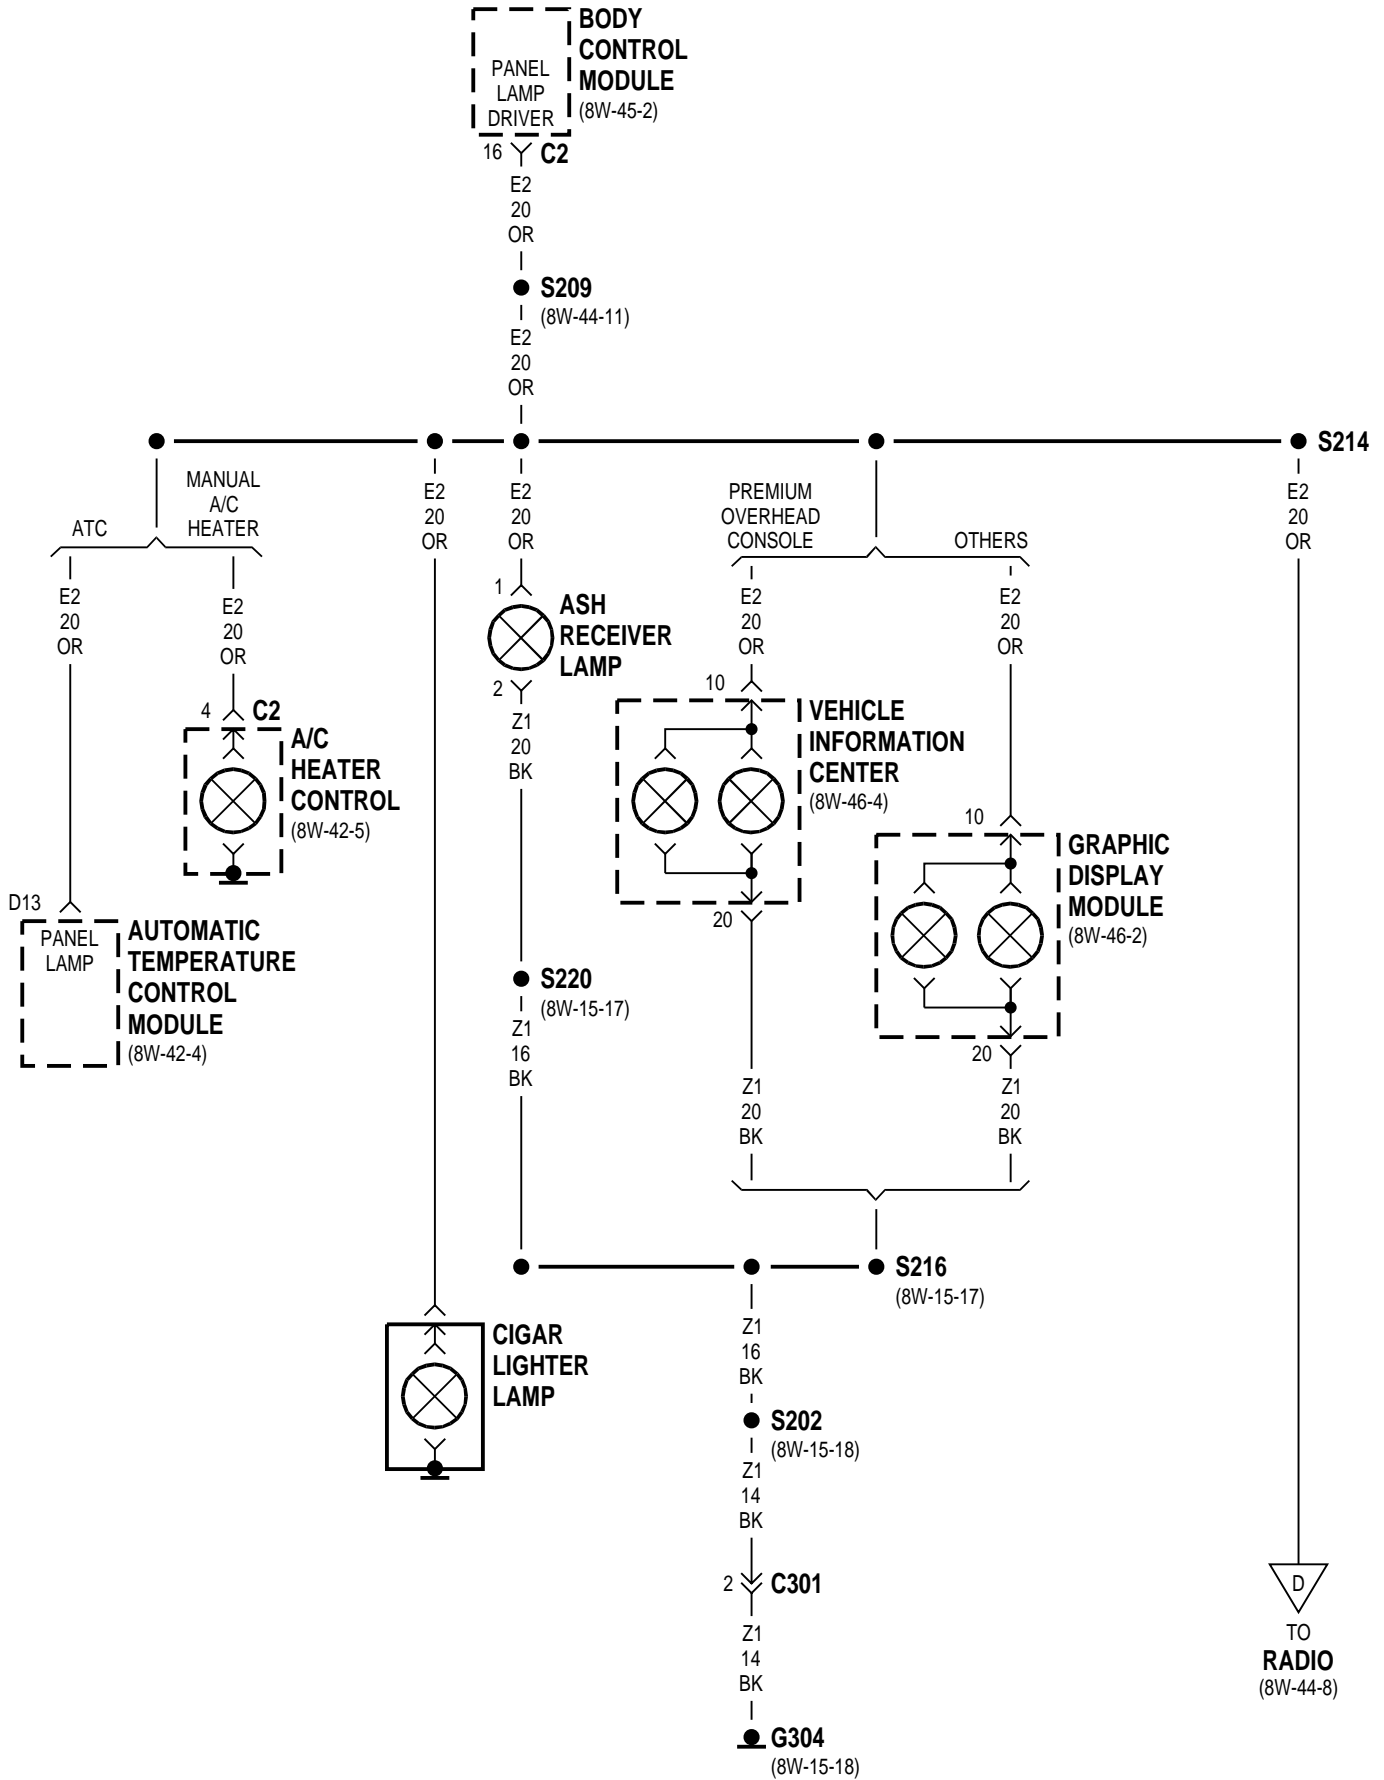 BODY
CONTROL
MODULE
(8W-45-2)
PANEL
LAMP
DRIVER
16
C2
E2
20
OR
S209
(8W-44-11)
E2
20
OR
S214
MANUAL
A/C
HEATER
ATC
E2
20
OR
E2
20
OR
PREMIUM
OVERHEAD
CONSOLE
OTHERS
E2
20
OR
E2
20
OR
E2
20
OR
1
ASH
RECEIVER
LAMP
2
E2
20
OR
E2
20
OR
4
C2
A/C
HEATER
CONTROL
(8W-42-5)
Z1
20
BK
10
VEHICLE
INFORMATION
CENTER
(8W-46-4)
20
10
GRAPHIC
DISPLAY
MODULE
(8W-46-2)
20
D13
PANEL
LAMP
AUTOMATIC
TEMPERATURE
CONTROL
MODULE
(8W-42-4)
S220
(8W-15-17)
Z1
16
BK
Z1
20
BK
Z1
20
BK
S216
(8W-15-17)
CIGAR
LIGHTER
LAMP
Z1
16
BK
S202
(8W-15-18)
Z1
14
BK
2
C301
Z1
14
BK
G304
(8W-15-18)
D
TO
RADIO
(8W-44-8)